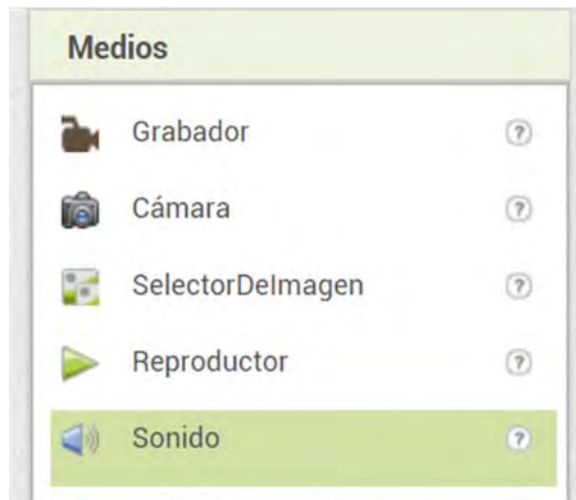 Medios
Grabador ?
Cámara ?
SelectorDeImagen ?
Reproductor ?
Sonido ?